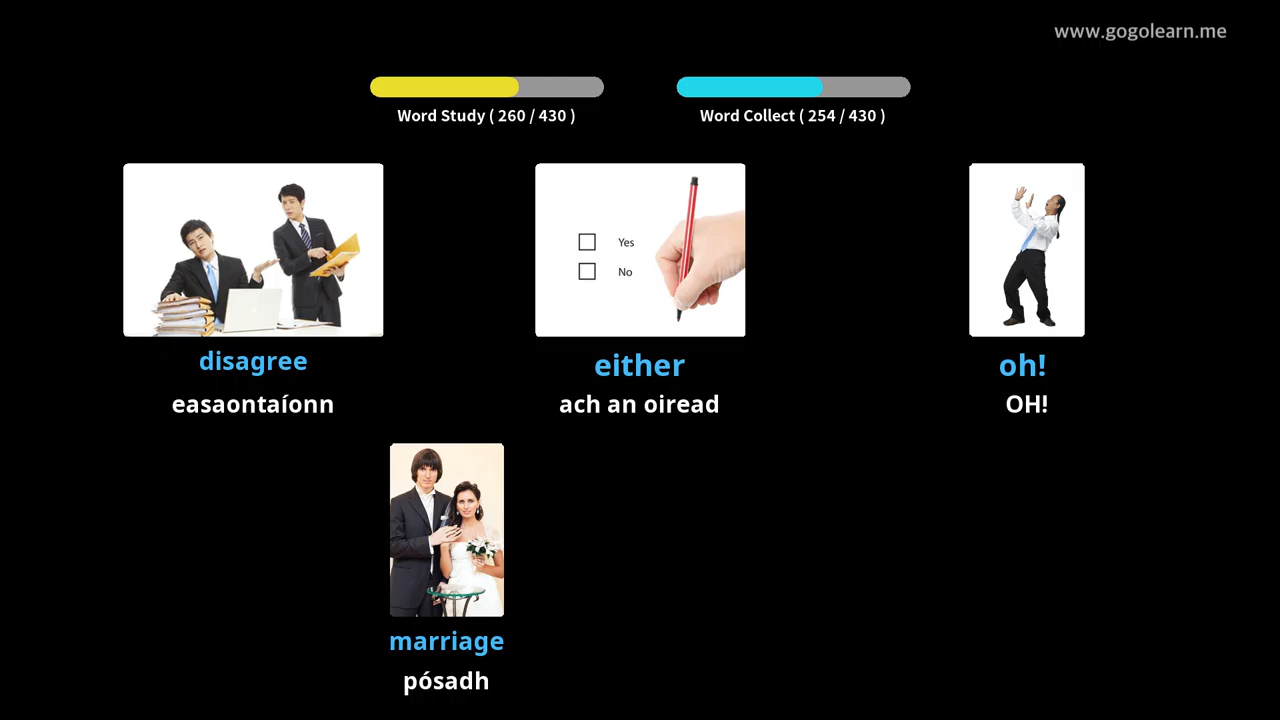 www.gogolearn.me
Word Study ( 260 / 430 )
Word Collect ( 254 / 430 )
Yes
No
disagree
easaontaíonn
either
ach an oiread
oh!
OH!
marriage
pósadh